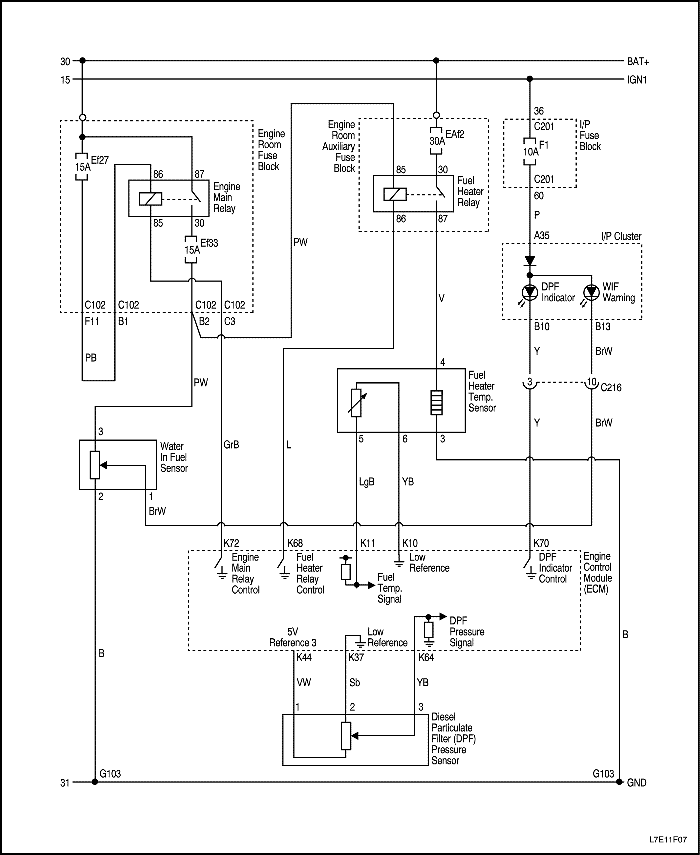 30 BAT+
15 IGN1
Engine
Room
Fuse
Block
Ef27
15A
86 87
Engine
Main
Relay
85 30
Ef33
15A
C102 C102 C102 C102
F11 B1 B2 C3
PB
PW
PW
GrB
Engine
Room
Auxiliary
Fuse
Block
EAf2
30A
85 30
Fuel
Heater
Relay
86 87
V
L
36
C201
I/P
Fuse
Block
F1
10A
C201
60
P
A35 I/P Cluster
DPF
Indicator
WIF
Warning
B10 B13
Y BrW
3 10 C216
Y BrW
4
Fuel
Heater
Temp.
Sensor
5 6 3
LgB YB
3
Water
In Fuel
Sensor
2 1
BrW
K72 K68 K11 K10 K70
Engine
Main
Relay
Control
Fuel
Heater
Relay
Control
Fuel
Temp.
Signal
Low
Reference
DPF
Indicator
Control
Engine
Control
Module
(ECM)
5V
Reference 3
Low
Reference
DPF
Pressure
Signal
K44 K37 K64
VW Sb YB
1 2 3
Diesel
Particulate
Filter (DPF)
Pressure
Sensor
B B
31 G103 G103 GND
L7E11F07